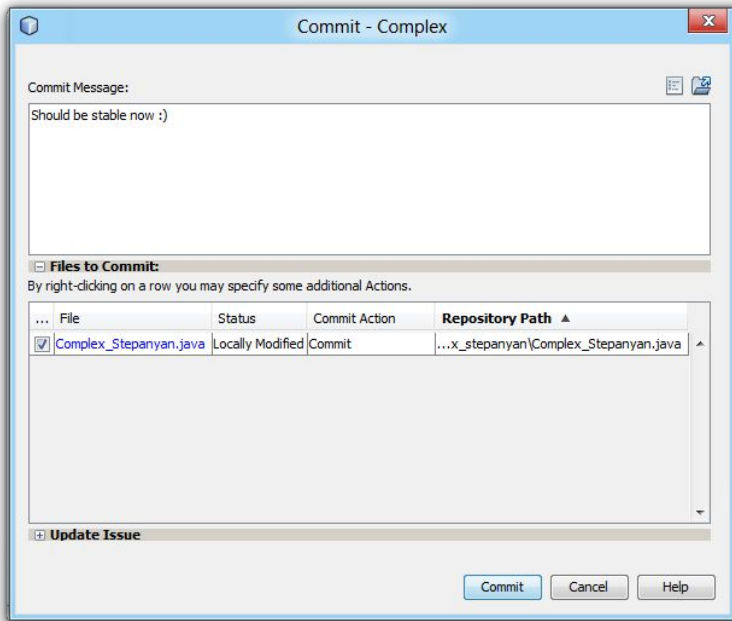 Commit - Complex
Commit Message:
Should be stable now :)
Files to Commit:
By right-clicking on a row you may specify some additional Actions.
... File Status Commit Action Repository Path ▲
Complex_Stepanyan.java Locally Modified Commit ...x_stepanyan\Complex_Stepanyan.java
Update Issue
Commit Cancel Help